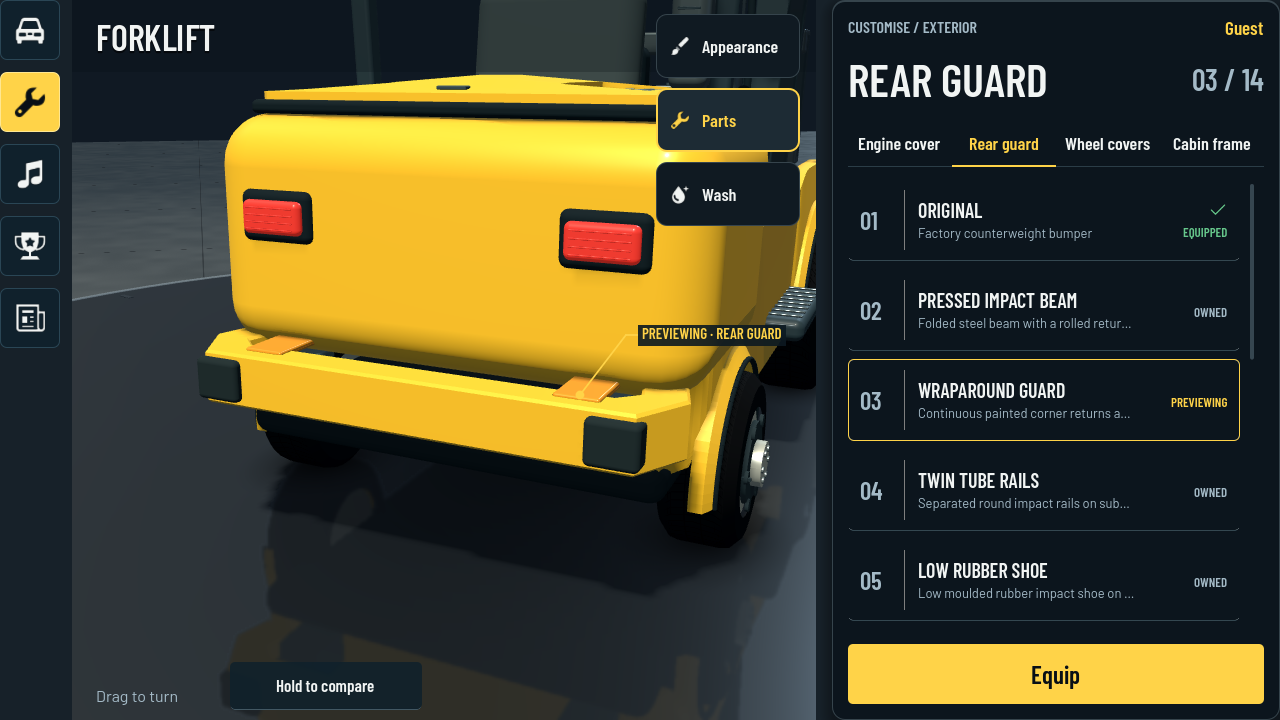 FORKLIFT
Appearance
Parts
Wash
PREVIEWING · REAR GUARD
Drag to turn
Hold to compare
CUSTOMISE / EXTERIOR
Guest
REAR GUARD
03 / 14
Engine cover
Rear guard
Wheel covers
Cabin frame
01
ORIGINAL
Factory counterweight bumper
EQUIPPED
02
PRESSED IMPACT BEAM
Folded steel beam with a rolled retur...
OWNED
03
WRAPAROUND GUARD
Continuous painted corner returns a...
PREVIEWING
04
TWIN TUBE RAILS
Separated round impact rails on sub...
OWNED
05
LOW RUBBER SHOE
Low moulded rubber impact shoe on ...
OWNED
Equip